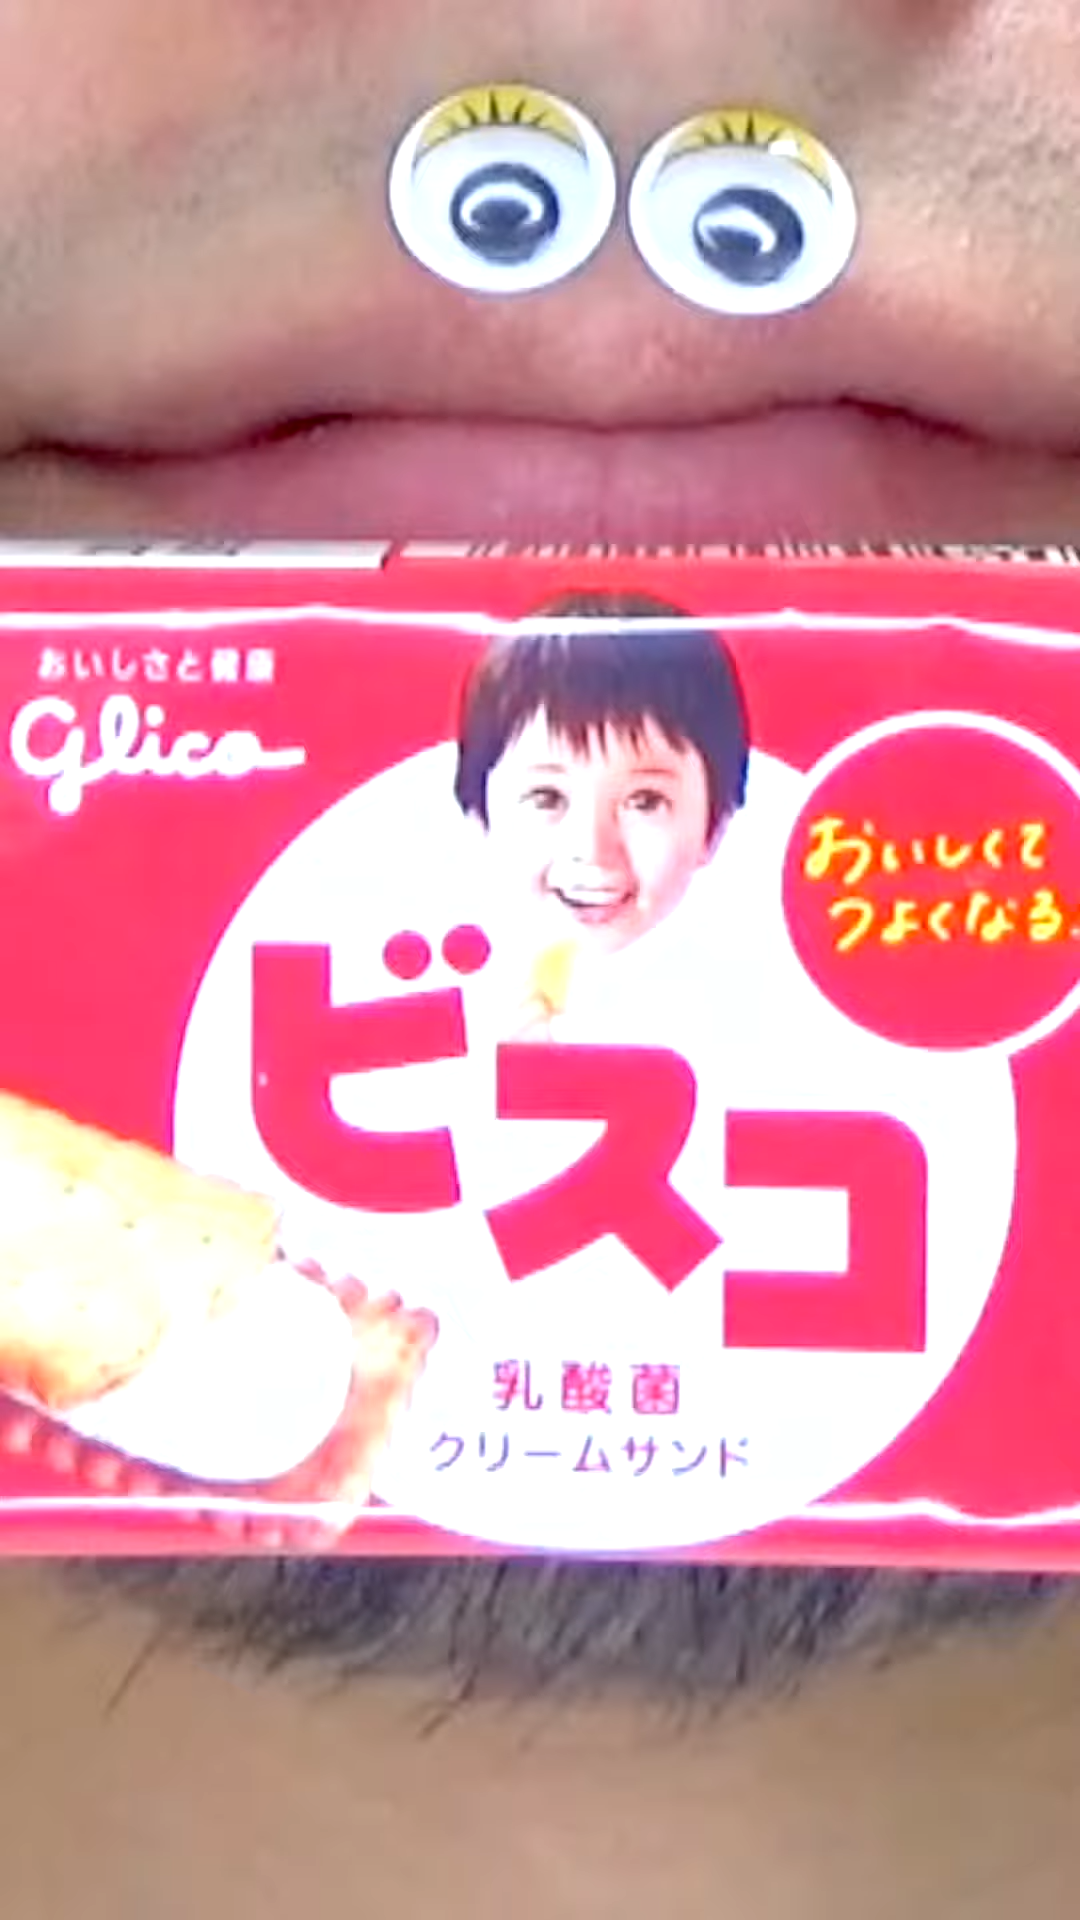 おいしさと健康
glico
おいしくて
つよくなる。
ビスコ
乳酸菌
クリームサンド